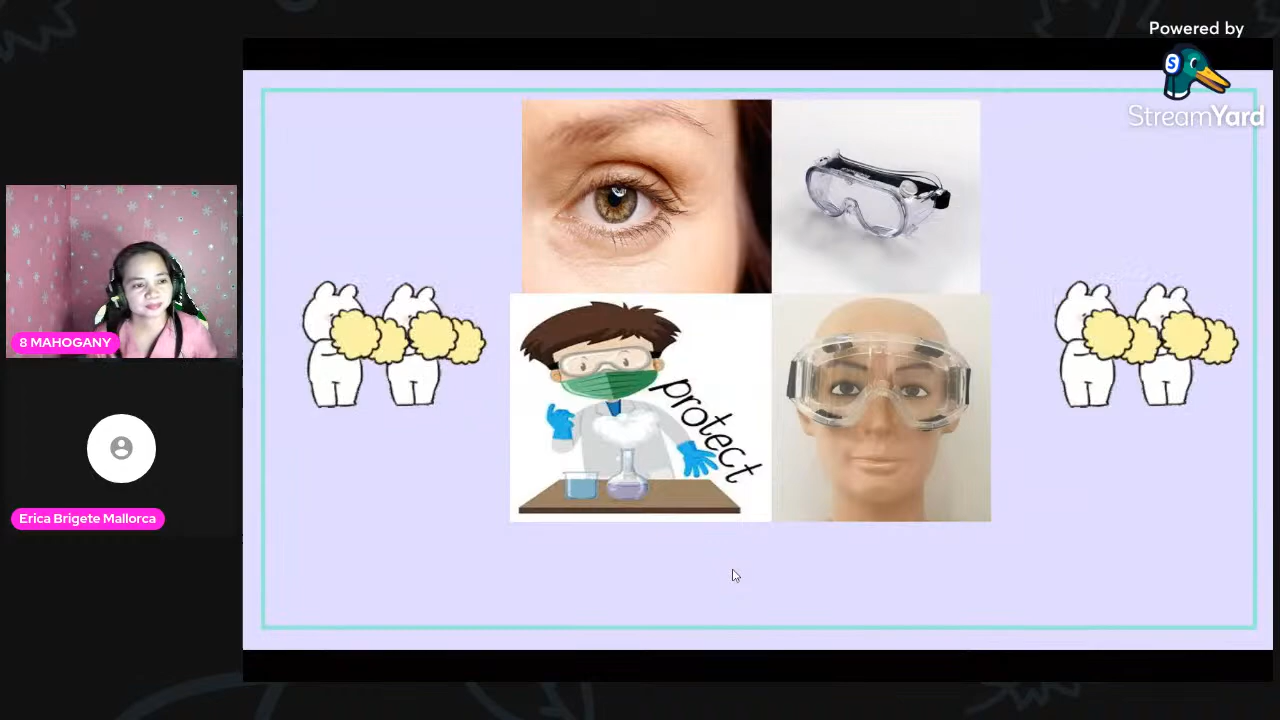 Powered by
StreamYard
S
8 MAHOGANY
protect
Erica Brigete Mallorca